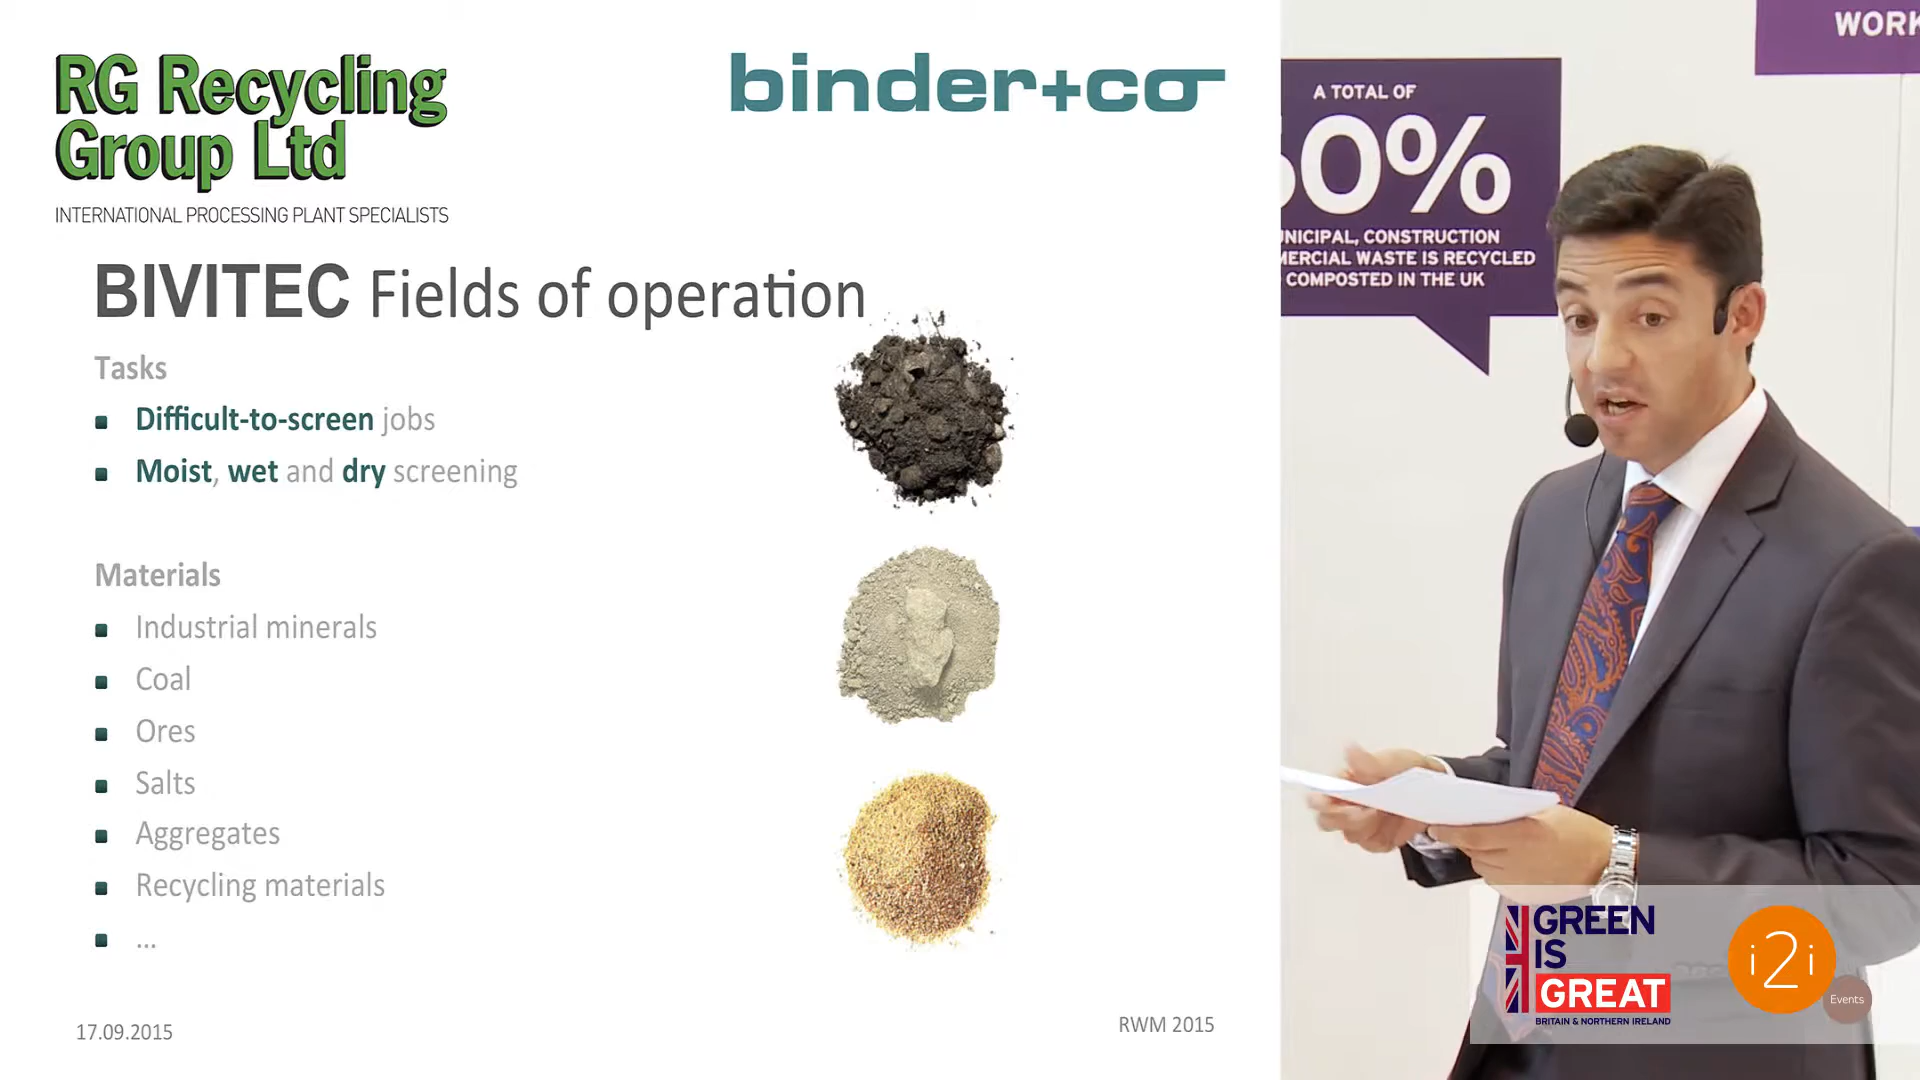 RG Recycling
Group Ltd
INTERNATIONAL PROCESSING PLANT SPECIALISTS
binder+co
BIVITEC Fields of operation
Tasks
Difficult-to-screen jobs
Moist, wet and dry screening
Materials
Industrial minerals
Coal
Ores
Salts
Aggregates
Recycling materials
...
17.09.2015
RWM 2015
A TOTAL OF
0%
CONSTRUCTION
WASTE IS RECYCLED
COMPOSTED IN THE UK
GREEN
IS
GREAT
BRITAIN & NORTHERN IRELAND
i2i
Events